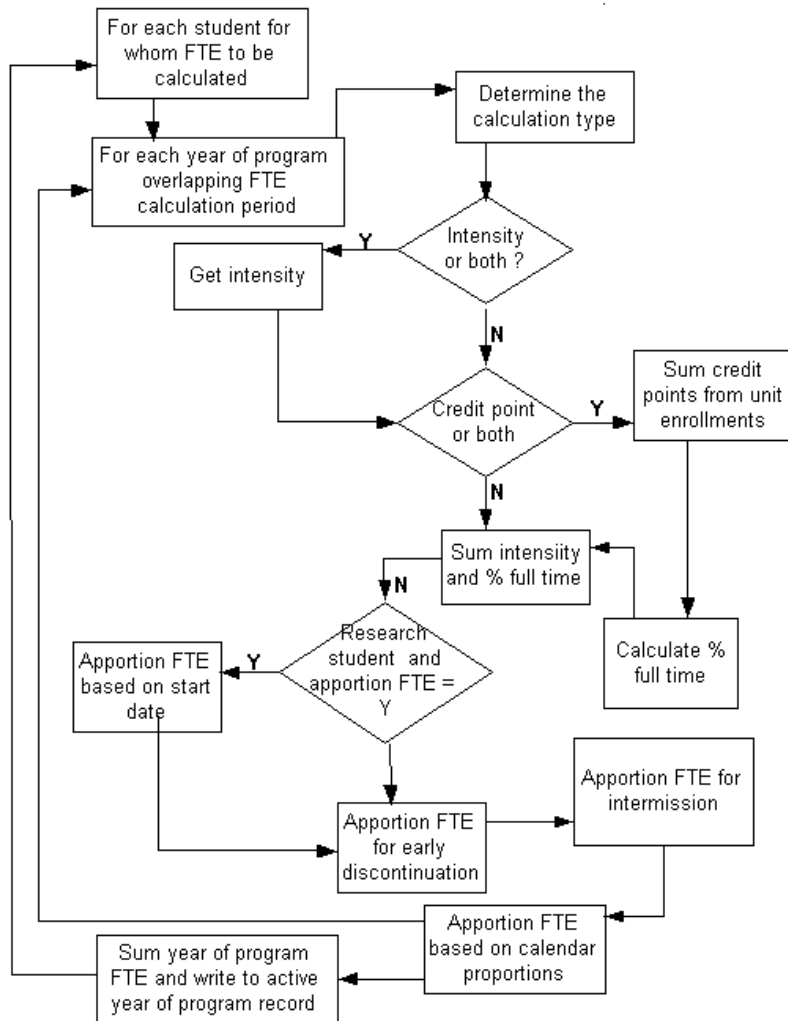 For each student for
whom FTE to be
calculated
For each year of program
overlapping FTE
calculation period
Determine the
calculation type
Intensity
or both ?
Y
Get intensity
N
Credit point
or both
Y
Sum credit
points from unit
enrollments
N
Sum intensiity
and % full time
Calculate %
full time
N
Research
student and
apportion FTE =
Y
Y
Apportion FTE
based on start
date
Apportion FTE
for early
discontinuation
Apportion FTE for
intermission
Apportion FTE
based on calendar
proportions
Sum year of program
FTE and write to active
year of program record